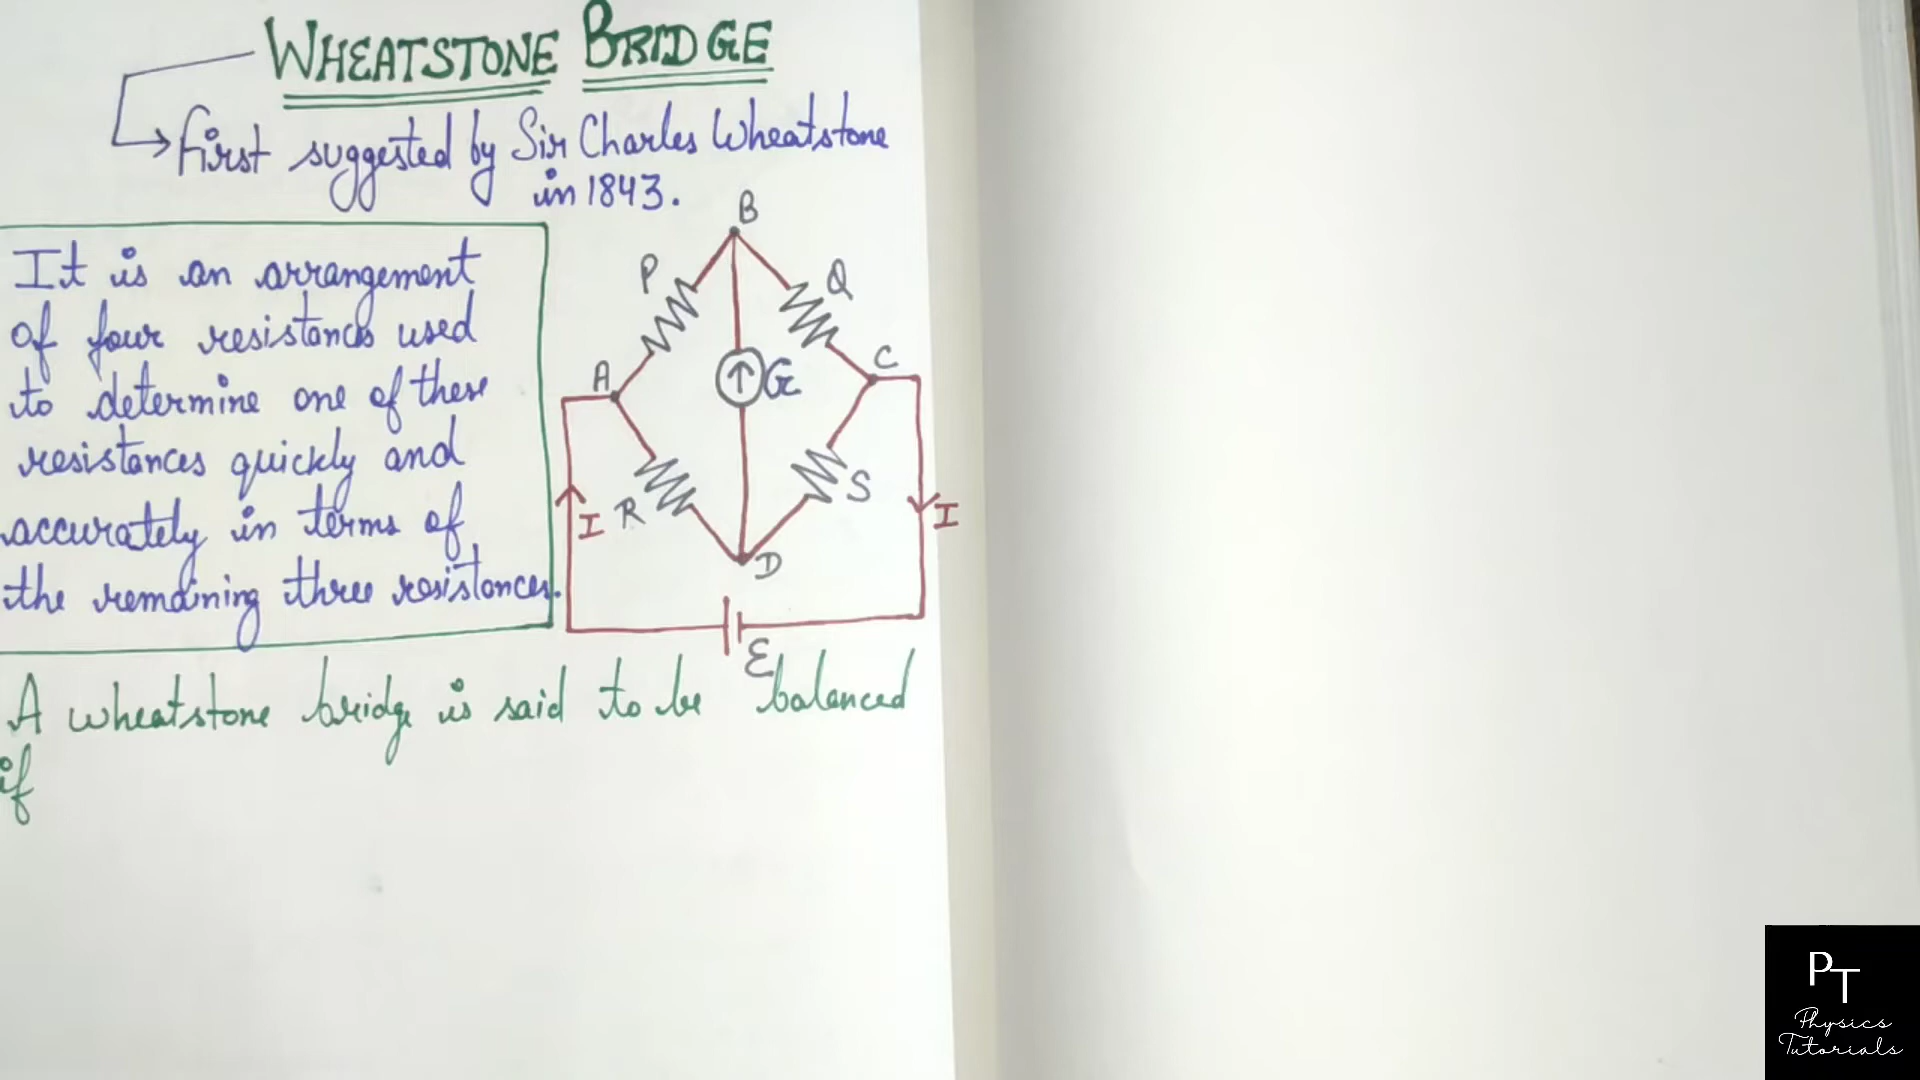 WHEATSTONE BRIDGE
First suggested by Sir Charles Wheatstone
in 1843.
It is an arrangement
of four resistances used
to determine one of these
resistances quickly and
accurately in terms of
the remaining three resistances.
B
P
Q
A
C
G
R
S
I
I
D
E
A wheatstone bridge is said to be balanced
if
PT
Physics
Tutorials